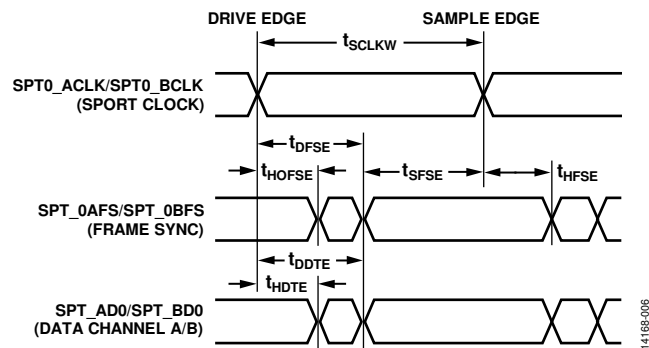 DRIVE EDGE
SAMPLE EDGE
tSCLKW
SPT0_ACLK/SPT0_BCLK
(SPORT CLOCK)
tDFSE
tHOFSE
tSFSE
tHFSE
SPT_0AFS/SPT_0BFS
(FRAME SYNC)
tDDTE
tHDTE
SPT_AD0/SPT_BD0
(DATA CHANNEL A/B)
14168-006